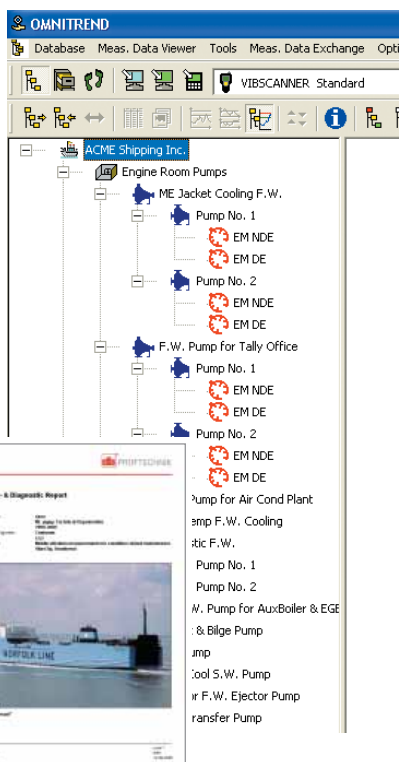 OMNITREND
Database Meas. Data Viewer Tools Meas. Data Exchange Opti
VIBSCANNER Standard
ACME Shipping Inc.
Engine Room Pumps
ME Jacket Cooling F.W.
Pump No. 1
EM NDE
EM DE
Pump No. 2
EM NDE
EM DE
F.W. Pump for Tally Office
Pump No. 1
EM NDE
EM DE
Pump No. 2
EM NDE
EM DE
Pump for Air Cond Plant
emp F.W. Cooling
stic F.W.
Pump No. 1
Pump No. 2
W. Pump for AuxBoiler & EGE
t & Bilge Pump
ump
Cool S.W. Pump
or F.W. Ejector Pump
ransfer Pump
PRÜFTECHNIK
& Diagnostic Report
NORFOLK LINE